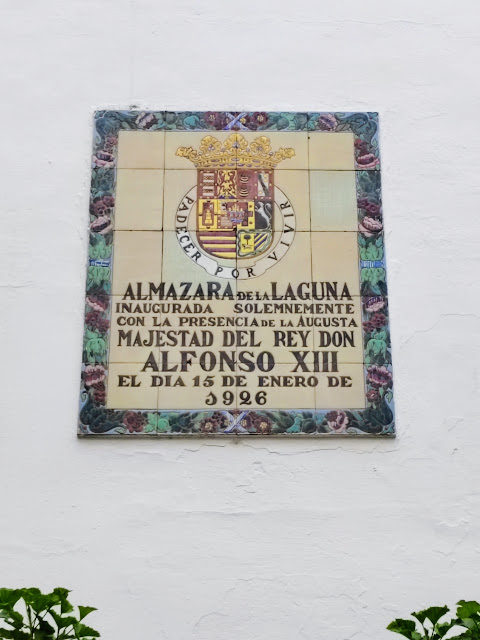 PADECER POR VIVIR
ALMAZARA DE LA LAGUNA
INAUGURADA SOLEMNEMENTE
CON LA PRESENCIA DE LA AUGUSTA
MAJESTAD DEL REY DON
ALFONSO XIII
EL DIA 15 DE ENERO DE
1926